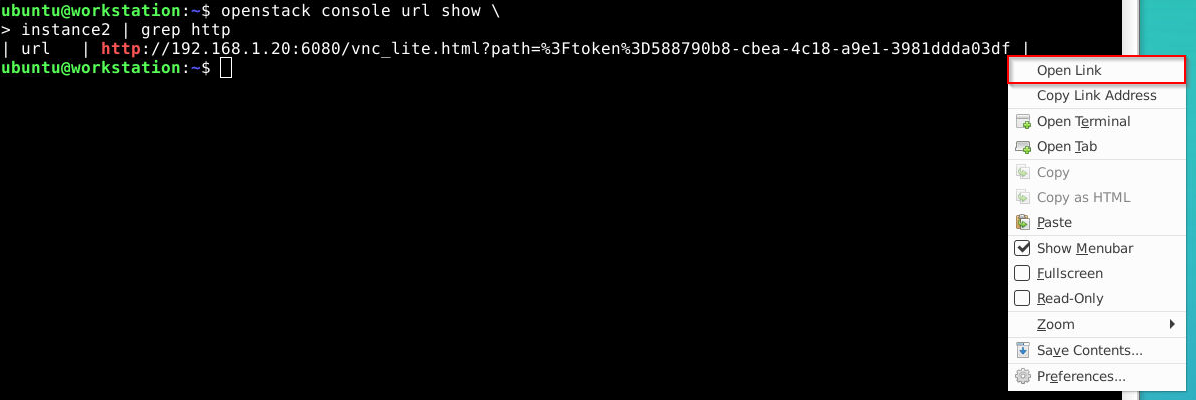 ubuntu@workstation:~$ openstack console url show \
> instance2 | grep http
| url   | http://192.168.1.20:6080/vnc_lite.html?path=%3Ftoken%3D588790b8-cbea-4c18-a9e1-3981ddda03df |
ubuntu@workstation:~$
Open Link
Copy Link Address
Open Terminal
Open Tab
Copy
Copy as HTML
Paste
Show Menubar
Fullscreen
Read-Only
Zoom
Save Contents...
Preferences...